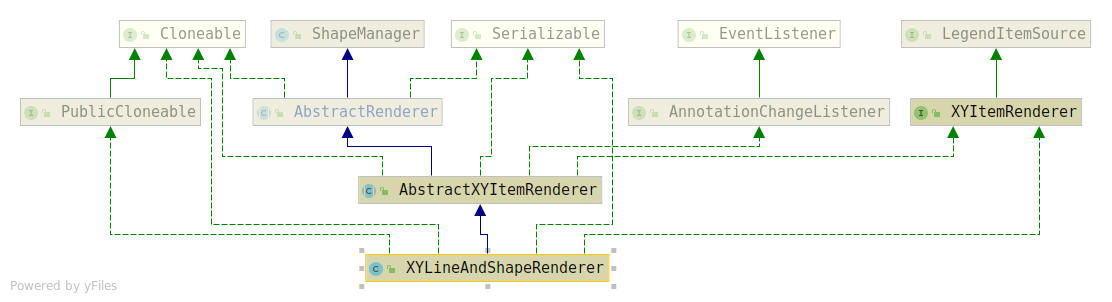 Cloneable
ShapeManager
Serializable
EventListener
LegendItemSource
PublicCloneable
AbstractRenderer
AnnotationChangeListener
XYItemRenderer
AbstractXYItemRenderer
XYLineAndShapeRenderer
Powered by yFiles